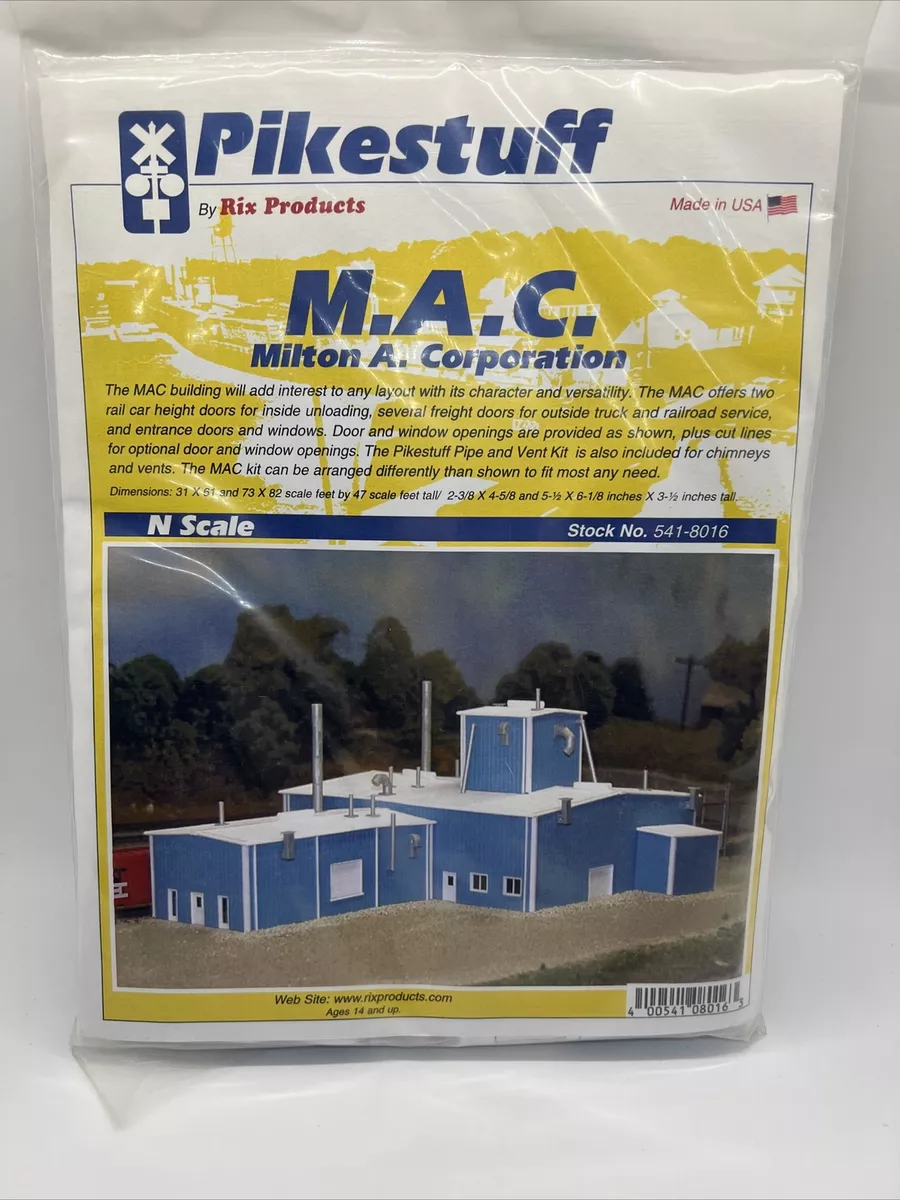 Pikestuff
By Rix Products
Made in USA
M.A.C.
Milton A. Corporation
The MAC building will add interest to any layout with its character and versatility. The MAC offers two
rail car height doors for inside unloading, several freight doors for outside truck and railroad service,
and entrance doors and windows. Door and window openings are provided as shown, plus cut lines
for optional door and window openings. The Pikestuff Pipe and Vent Kit is also included for chimneys
and vents. The MAC kit can be arranged differently than shown to fit most any need.
Dimensions: 31 X 61 and 73 X 82 scale feet by 47 scale feet tall/ 2-3/8 X 4-5/8 and 5-½ X 6-1/8 inches X 3-½ inches tall.
N Scale
Stock No. 541-8016
Web Site: www.rixproducts.com
Ages 14 and up.
4 00541 08016 3